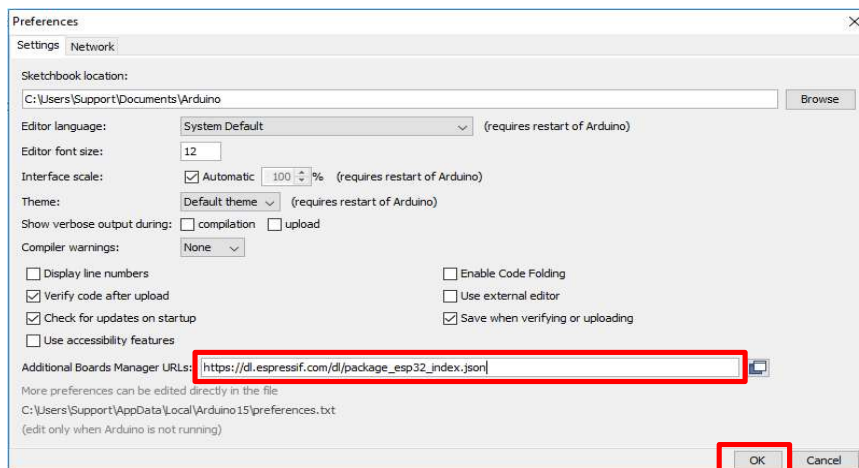 Preferences
Settings Network
Sketchbook location:
C:\Users\Support\Documents\Arduino Browse
Editor language: System Default (requires restart of Arduino)
Editor font size: 12
Interface scale: Automatic 100 % (requires restart of Arduino)
Theme: Default theme (requires restart of Arduino)
Show verbose output during: compilation upload
Compiler warnings: None
Display line numbers Enable Code Folding
Verify code after upload Use external editor
Check for updates on startup Save when verifying or uploading
Use accessibility features
Additional Boards Manager URLs: https://dl.espressif.com/dl/package_esp32_index.json
More preferences can be edited directly in the file
C:\Users\Support\AppData\Local\Arduino15\preferences.txt
(edit only when Arduino is not running)
OK Cancel